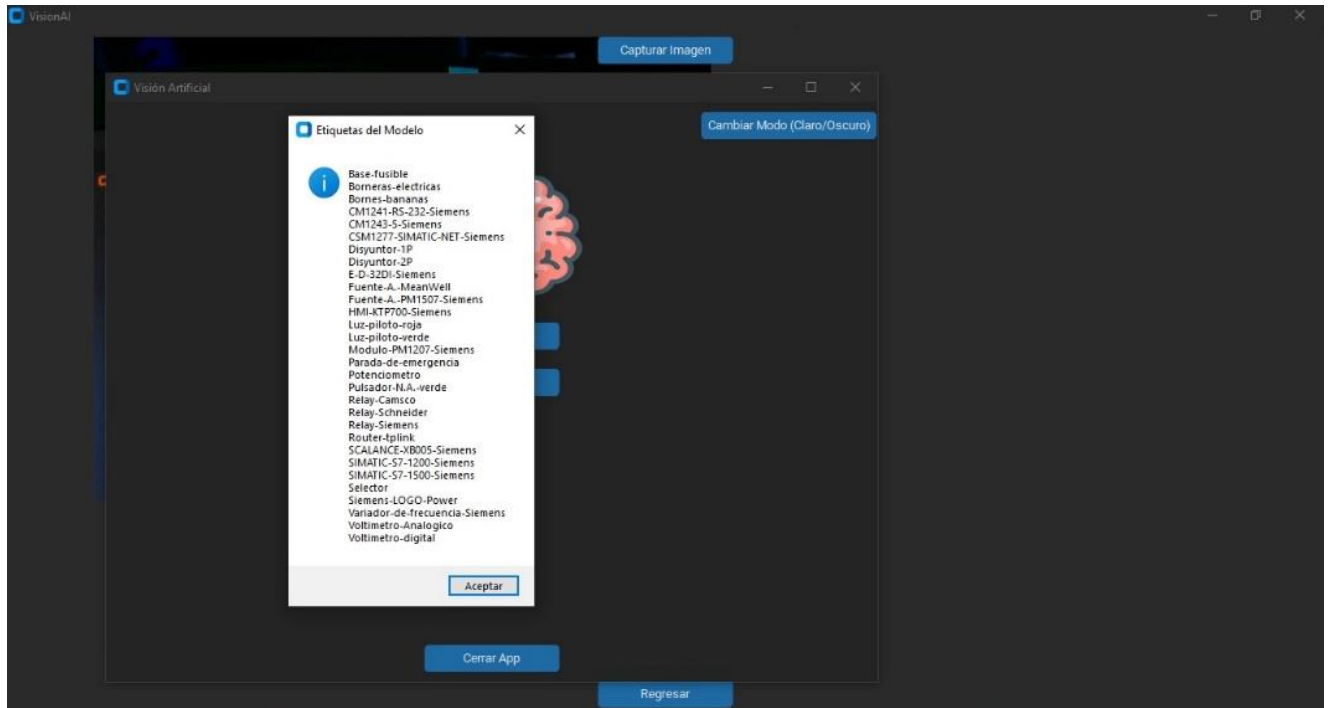 VisionAI
Capturar Imagen
Visión Artificial
Cambiar Modo (Claro/Oscuro)
Etiquetas del Modelo
Base-fusible
Borneras-electricas
Bornes-bananas
CM1241-RS-232-Siemens
CM1243-5-Siemens
CSM1277-SIMATIC-NET-Siemens
Disyuntor-1P
Disyuntor-2P
E-D-32DI-Siemens
Fuente-A.-MeanWell
Fuente-A.-PM1507-Siemens
HMI-KTP700-Siemens
Luz-piloto-roja
Luz-piloto-verde
Modulo-PM1207-Siemens
Parada-de-emergencia
Potenciometro
Pulsador-N.A.-verde
Relay-Camsco
Relay-Schneider
Relay-Siemens
Router-tplink
SCALANCE-XB005-Siemens
SIMATIC-S7-1200-Siemens
SIMATIC-S7-1500-Siemens
Selector
Siemens-LOGO-Power
Variador-de-frecuencia-Siemens
Voltimetro-Analogico
Voltimetro-digital
Aceptar
Cerrar App
Regresar